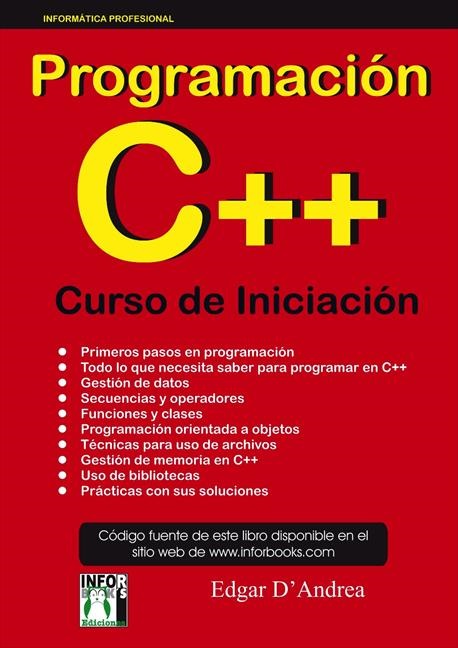 INFORMÁTICA PROFESIONAL
Programación
C++
Curso de Iniciación
Primeros pasos en programación
Todo lo que necesita saber para programar en C++
Gestión de datos
Secuencias y operadores
Funciones y clases
Programación orientada a objetos
Técnicas para uso de archivos
Gestión de memoria en C++
Uso de bibliotecas
Prácticas con sus soluciones
Código fuente de este libro disponible en el
sitio web de www.inforbooks.com
INFOR
BOOK'S
Ediciones
Edgar D’Andrea